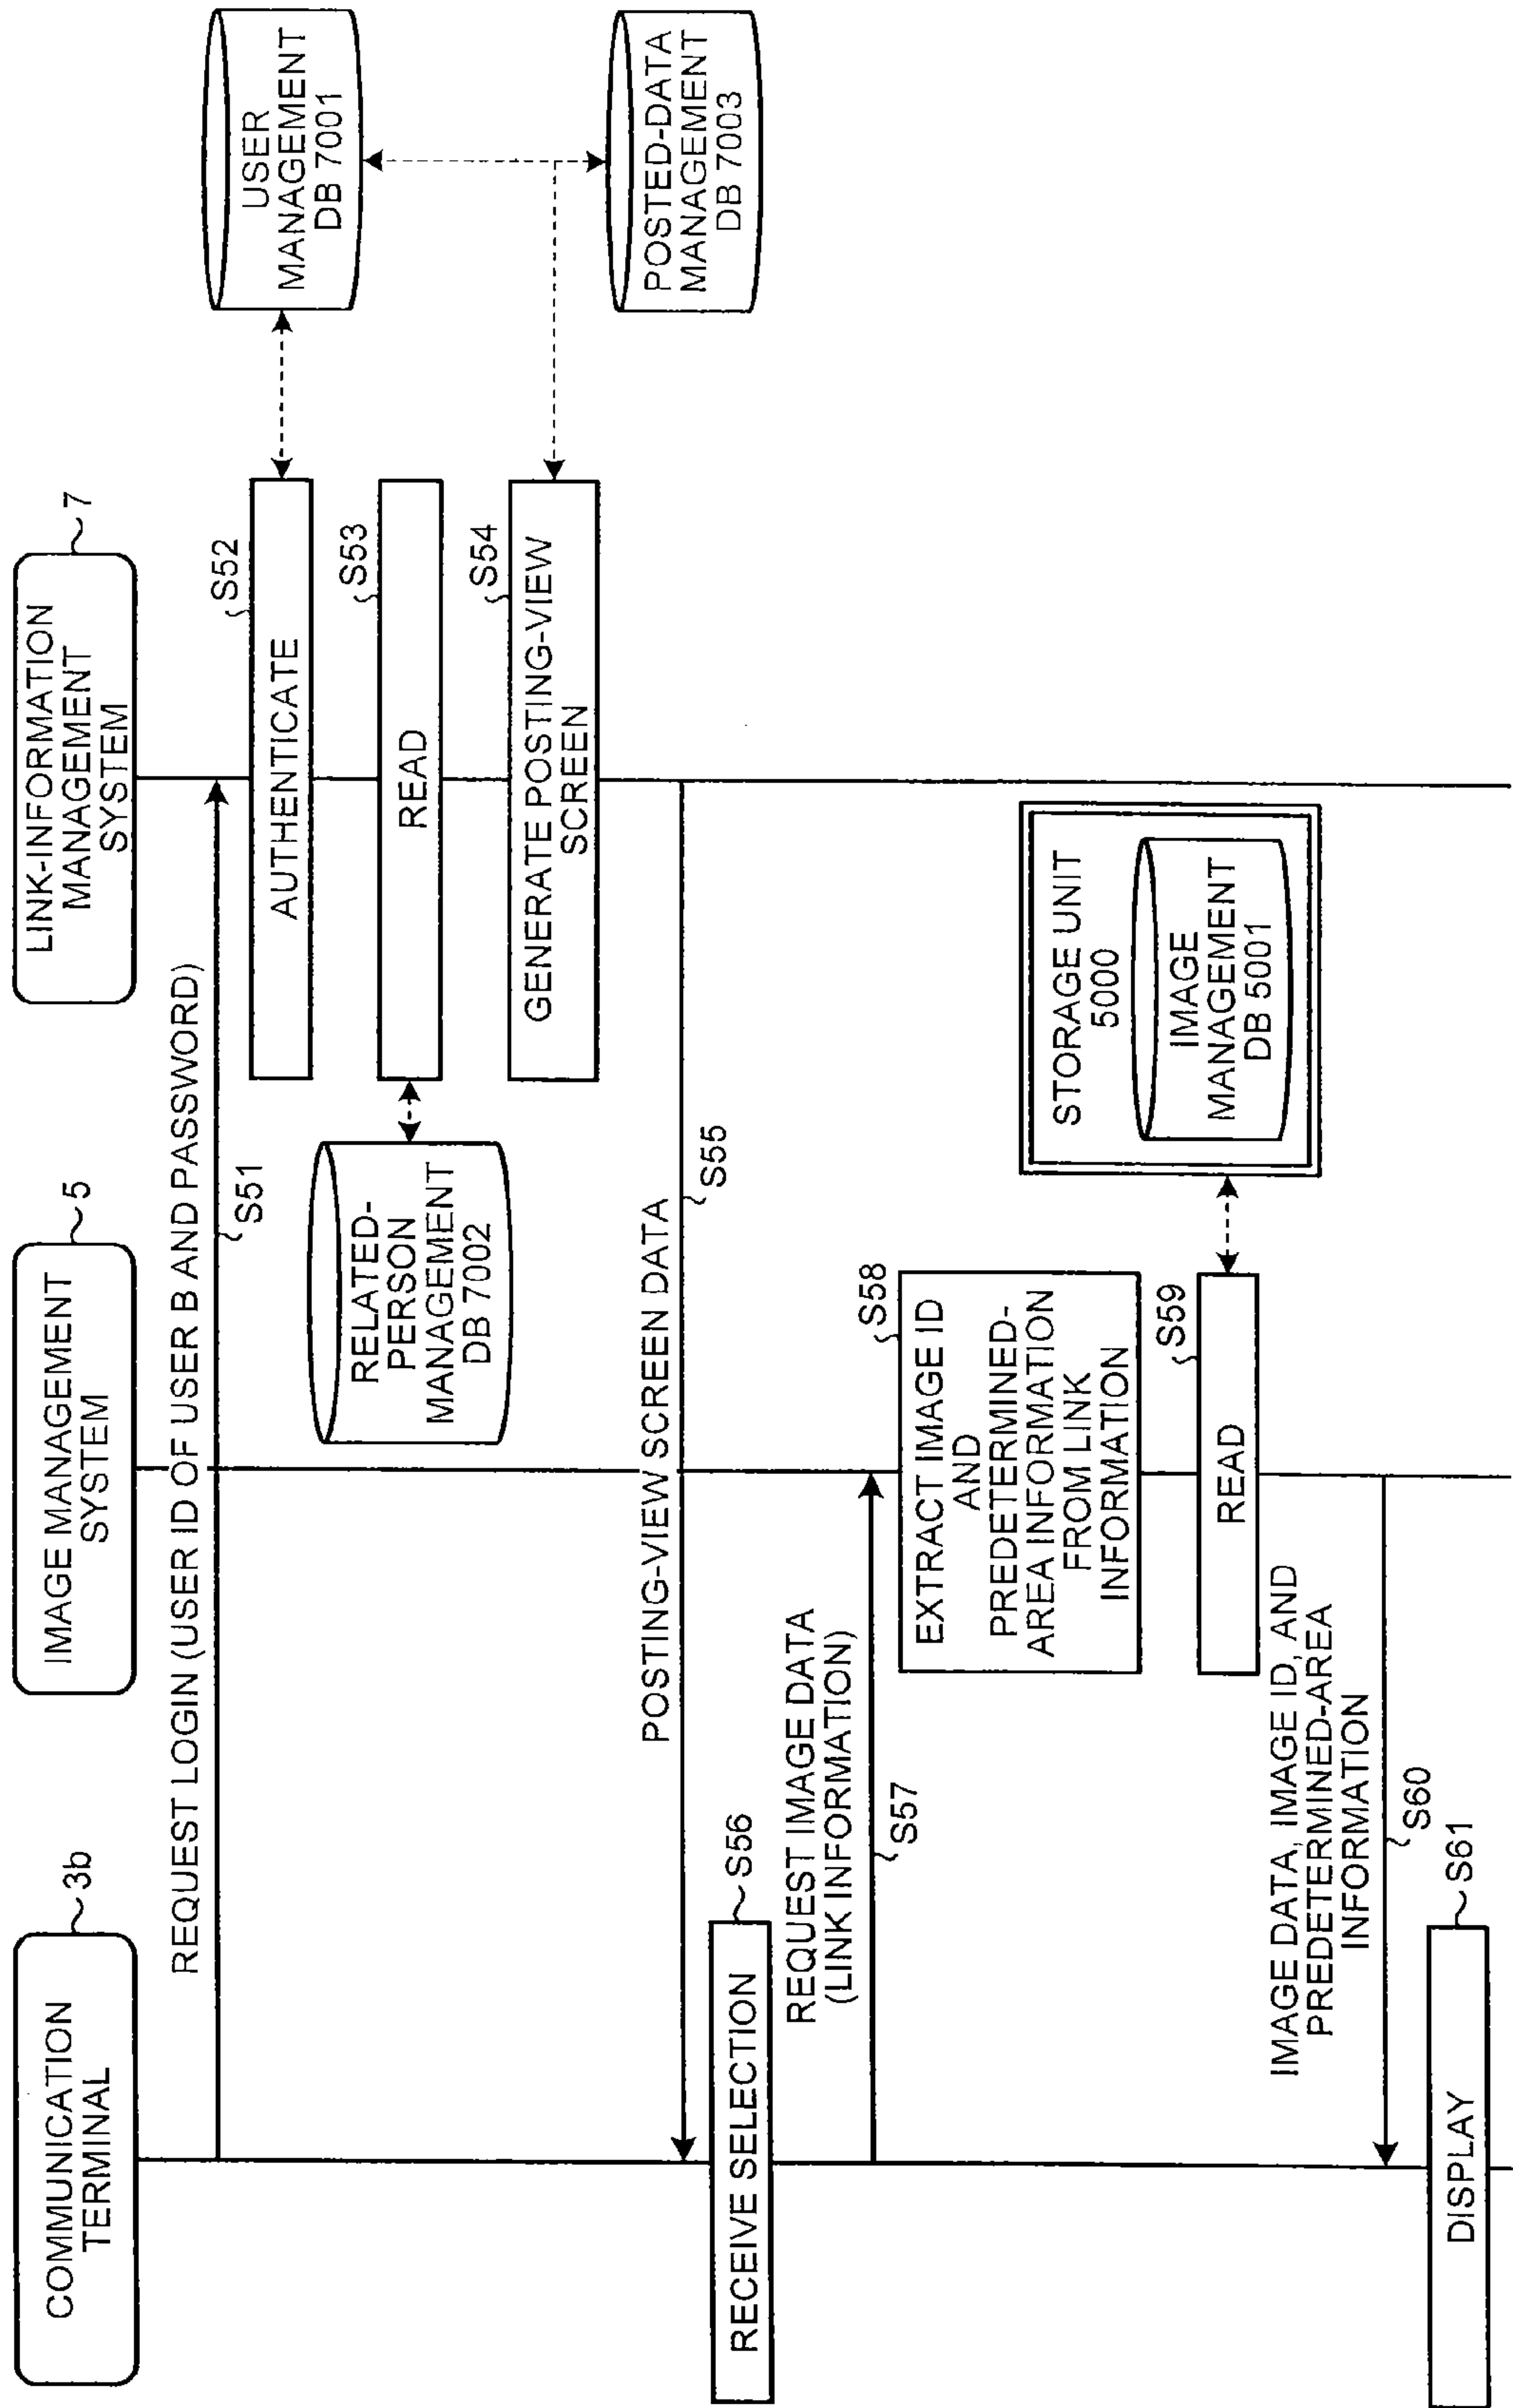 COMMUNICATION
TERMINAL
3b
IMAGE MANAGEMENT
SYSTEM
5
LINK-INFORMATION
MANAGEMENT
SYSTEM
7
REQUEST LOGIN (USER ID OF USER B AND PASSWORD)
S51
AUTHENTICATE
S52
USER
MANAGEMENT
DB 7001
RELATED-
PERSON
MANAGEMENT
DB 7002
READ
S53
GENERATE POSTING-VIEW
SCREEN
S54
POSTED-DATA
MANAGEMENT
DB 7003
POSTING-VIEW SCREEN DATA
S55
RECEIVE SELECTION
S56
REQUEST IMAGE DATA
(LINK INFORMATION)
S57
EXTRACT IMAGE ID
AND
PREDETERMINED-
AREA INFORMATION
FROM LINK
INFORMATION
S58
STORAGE UNIT
5000
IMAGE
MANAGEMENT
DB 5001
READ
S59
IMAGE DATA, IMAGE ID, AND
PREDETERMINED-AREA
INFORMATION
S60
DISPLAY
S61